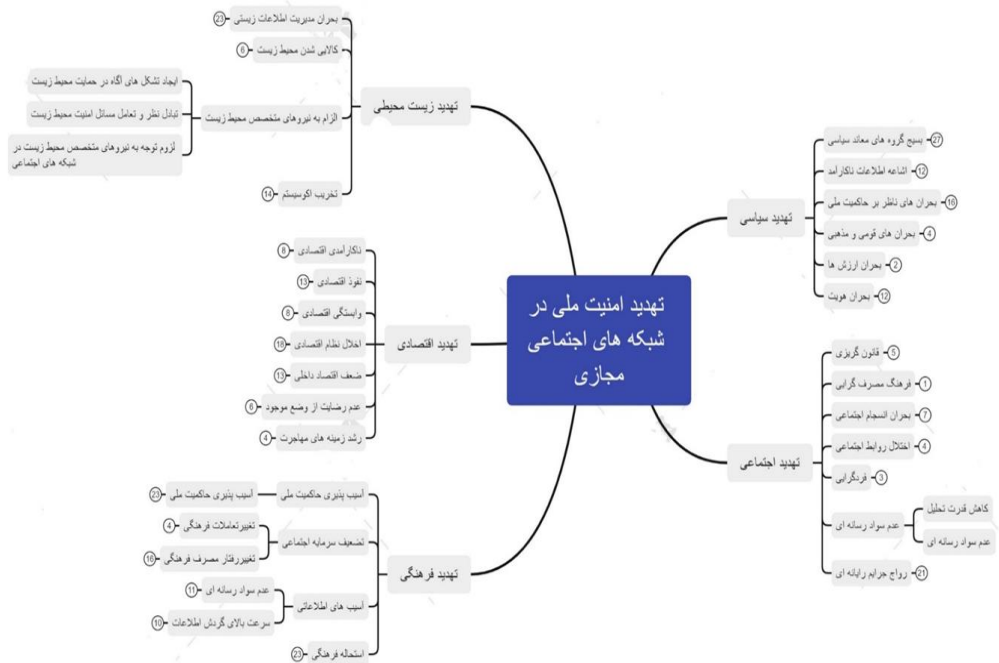 تهدید امنیت ملی در
شبکه های اجتماعی
مجازی
تهدید سیاسی
بسیج گروه های معاند سیاسی 27
اشاعه اطلاعات ناکارآمد 12
بحران های ناظر بر حاکمیت ملی 16
بحران های قومی و مذهبی 4
بحران ارزش ها 2
بحران هویت 12
تهدید اجتماعی
قانون گریزی 5
فرهنگ مصرف گرایی 1
بحران انسجام اجتماعی 7
اختلال روابط اجتماعی 4
فردگرایی 3
عدم سواد رسانه ای
کاهش قدرت تحلیل
عدم سواد رسانه ای
رواج جرایم رایانه ای 21
تهدید زیست محیطی
بحران مدیریت اطلاعات زیستی 23
کالایی شدن محیط زیست 6
الزام به نیروهای متخصص محیط زیست
ایجاد تشکل های آگاه در حمایت محیط زیست
تبادل نظر و تعامل مسائل امنیت محیط زیست
لزوم توجه به نیروهای متخصص محیط زیست در
شبکه های اجتماعی
تخریب اکوسیستم 14
تهدید اقتصادی
ناکارآمدی اقتصادی 8
نفوذ اقتصادی 13
وابستگی اقتصادی 6
اخلال نظام اقتصادی 18
ضعف اقتصاد داخلی 13
عدم رضایت از وضع موجود 6
رشد زمینه های مهاجرت 4
تهدید فرهنگی
آسیب پذیری حاکمیت ملی
آسیب پذیری حاکمیت ملی 23
تضعیف سرمایه اجتماعی
تغییرتعاملات فرهنگی 4
تغییررفتار مصرف فرهنگی 16
آسیب های اطلاعاتی
عدم سواد رسانه ای 11
سرعت بالای گردش اطلاعات 10
استحاله فرهنگی 23